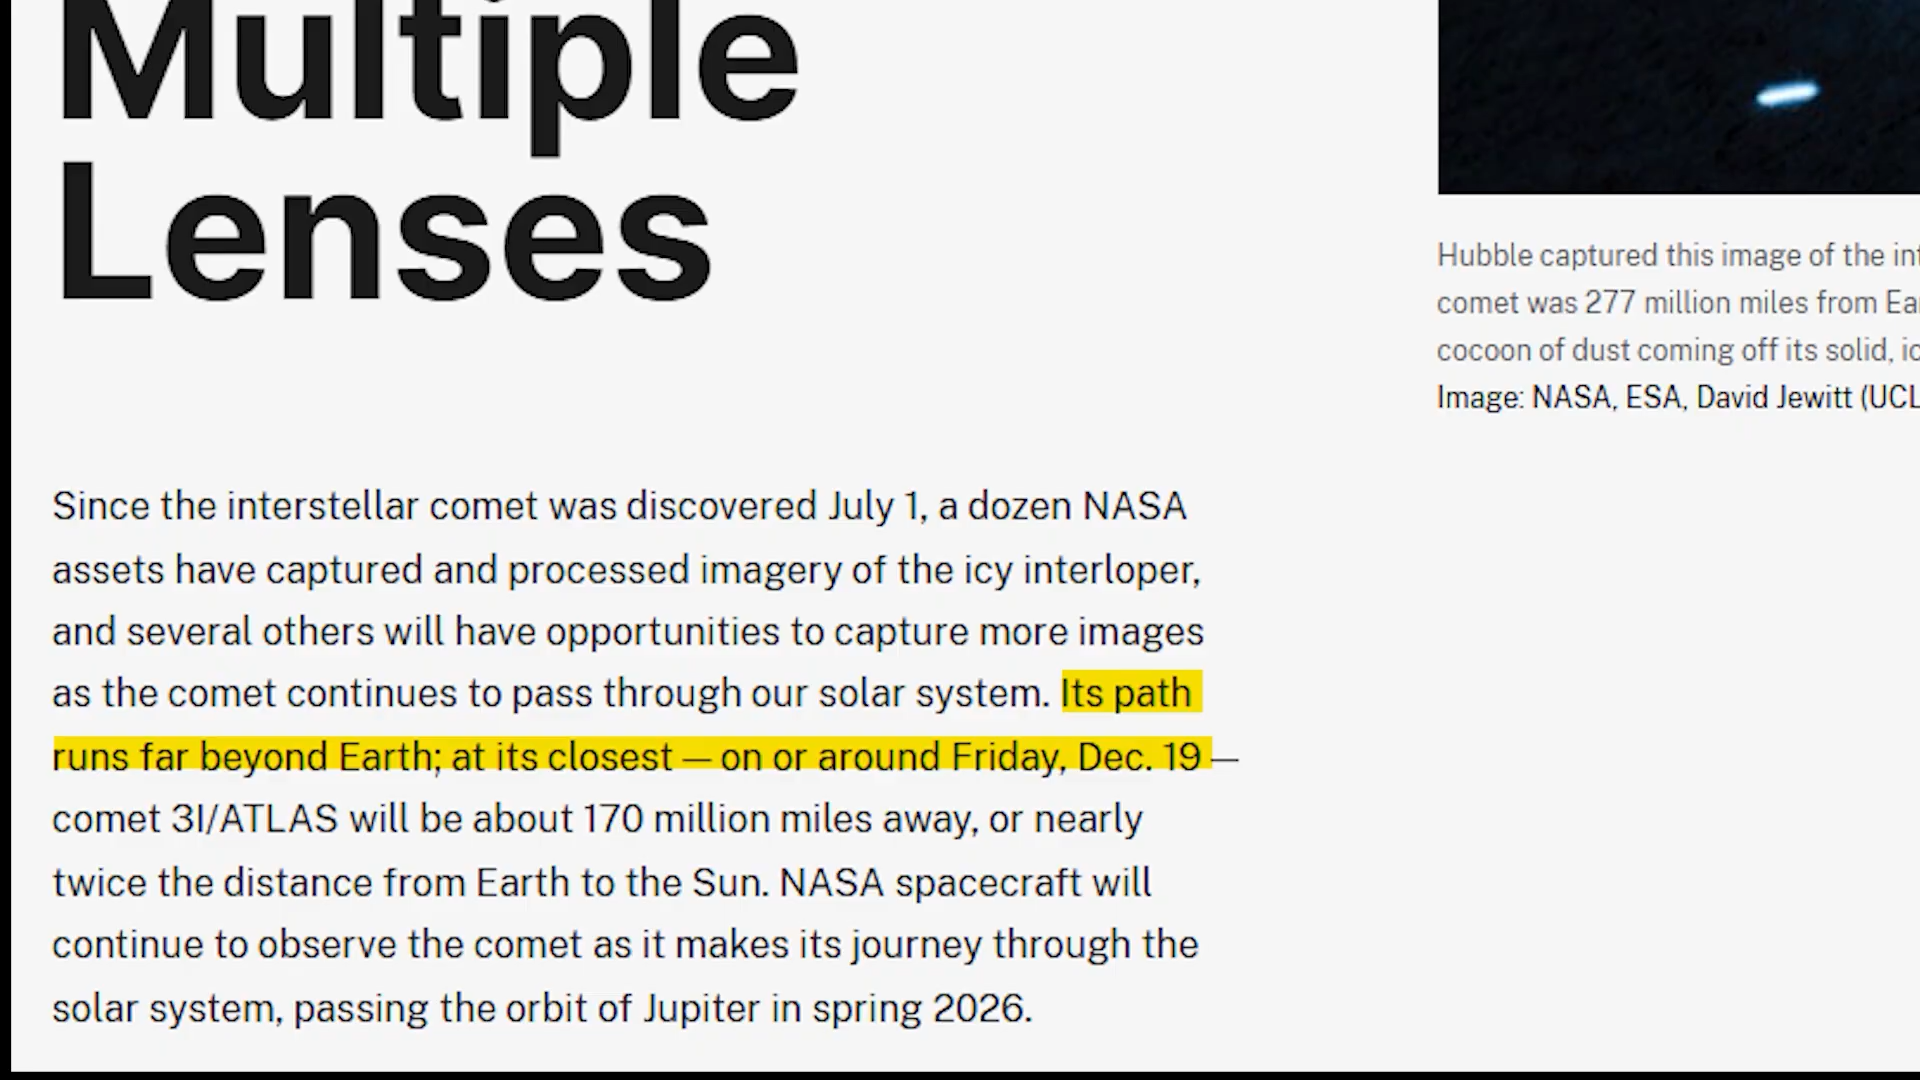 Multiple
Lenses
Hubble captured this image of the
comet was 277 million miles from
cocoon of dust coming off its solid,
Image: NASA, ESA, David Jewitt
Since the interstellar comet was discovered July 1, a dozen NASA
assets have captured and processed imagery of the icy interloper,
and several others will have opportunities to capture more images
as the comet continues to pass through our solar system. Its path
runs far beyond Earth; at its closest — on or around Friday, Dec. 19 —
comet 3I/ATLAS will be about 170 million miles away, or nearly
twice the distance from Earth to the Sun. NASA spacecraft will
continue to observe the comet as it makes its journey through the
solar system, passing the orbit of Jupiter in spring 2026.